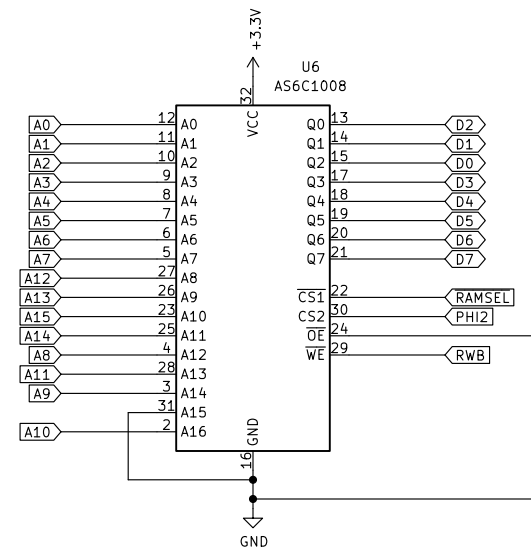 +3.3V
U6
AS6C1008
32
VCC
A0 12 A0 Q0 13 D2
A1 11 A1 Q1 14 D1
A2 10 A2 Q2 15 D0
A3 9 A3 Q3 17 D3
A4 8 A4 Q4 18 D4
A5 7 A5 Q5 19 D5
A6 6 A6 Q6 20 D6
A7 5 A7 Q7 21 D7
A12 27 A8
A13 26 A9 CS1 22 RAMSEL
A15 23 A10 CS2 30 PHI2
A14 25 A11 OE 24
A8 4 A12 WE 29 RWB
A11 28 A13
A9 3 A14
31 A15
A10 2 A16
GND
16
GND